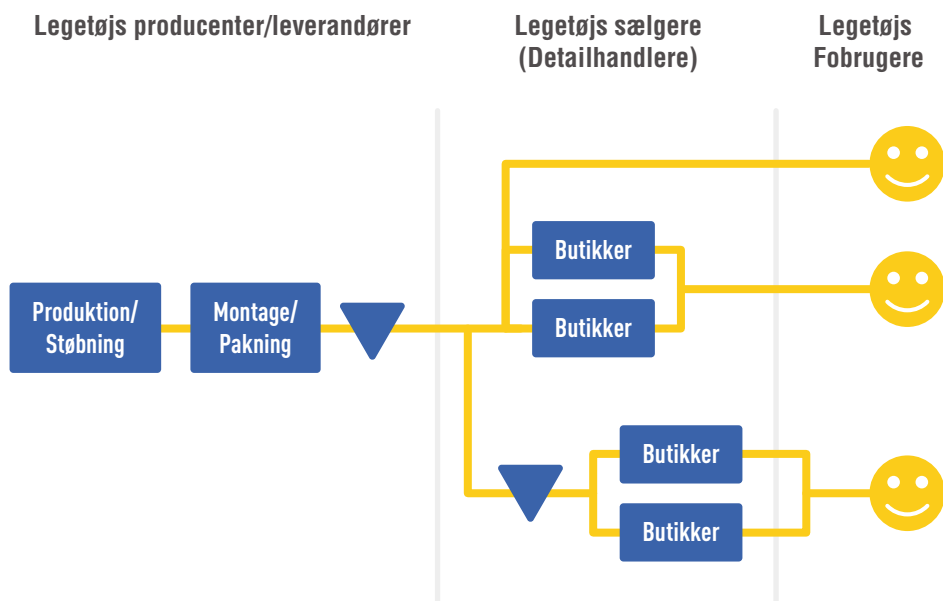 Legetøjs producenter/leverandører
Legetøjs sælgere
(Detailhandlere)
Legetøjs
Fobrugere
Butikker
Butikker
Produktion/
Støbning
Montage/
Pakning
Butikker
Butikker